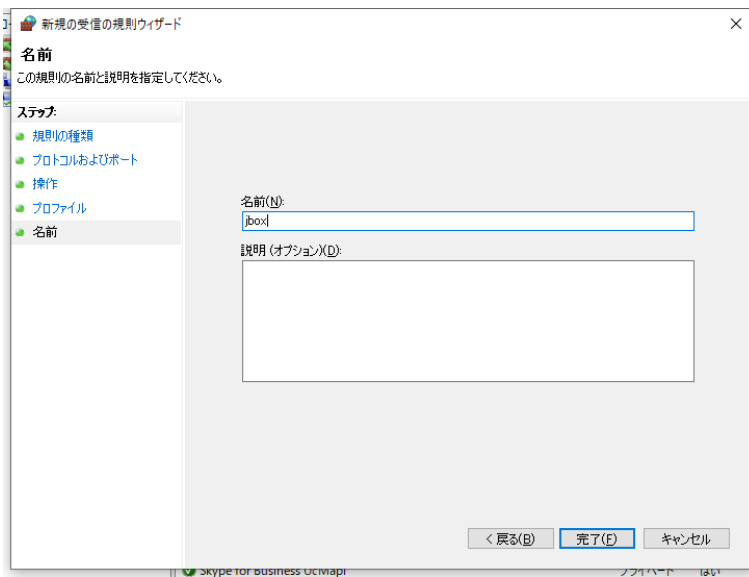 新規の受信の規則ウィザード
名前
この規則の名前と説明を指定してください。
ステップ:
規則の種類
プロトコルおよびポート
操作
プロファイル
名前
名前(N):
jbox
説明 (オプション)(D):
< 戻る(B)
完了(F)
キャンセル
Skype for Business UcMapi
プライベート
はい